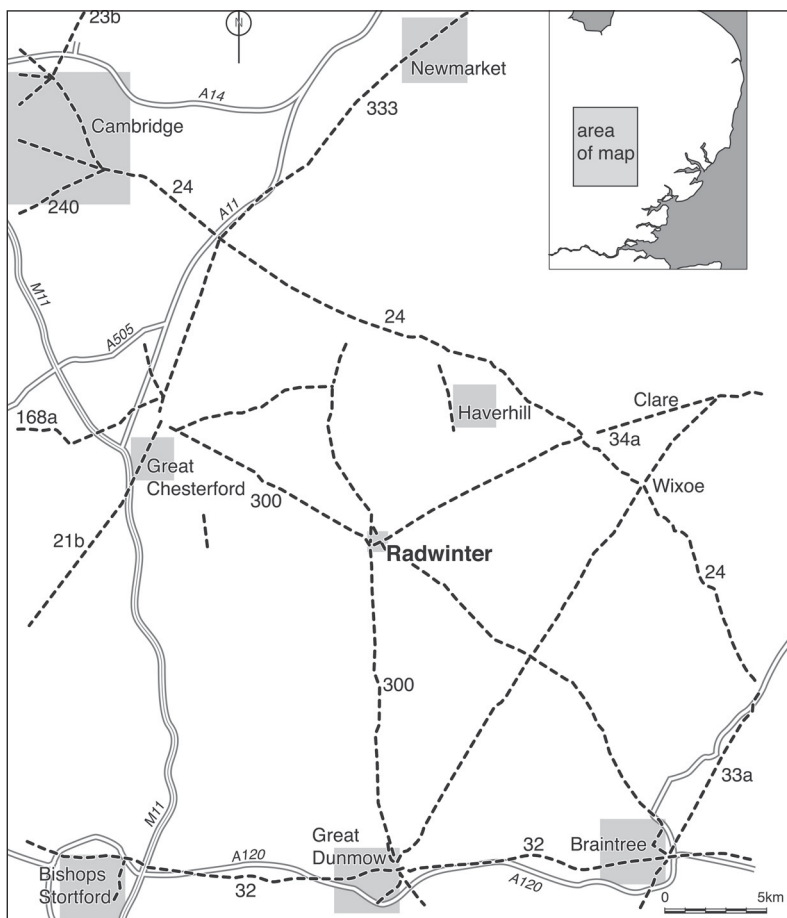 23b
N
Newmarket
A14
333
Cambridge
area
of map
24
240
A11
M11
24
A505
Clare
168a
Haverhill
34a
Great
Chesterford
300
Wixoe
21b
Radwinter
24
300
33a
M11
Great
Dunmow
32
Braintree
A120
Bishops
Stortford
32
A120
0
5km